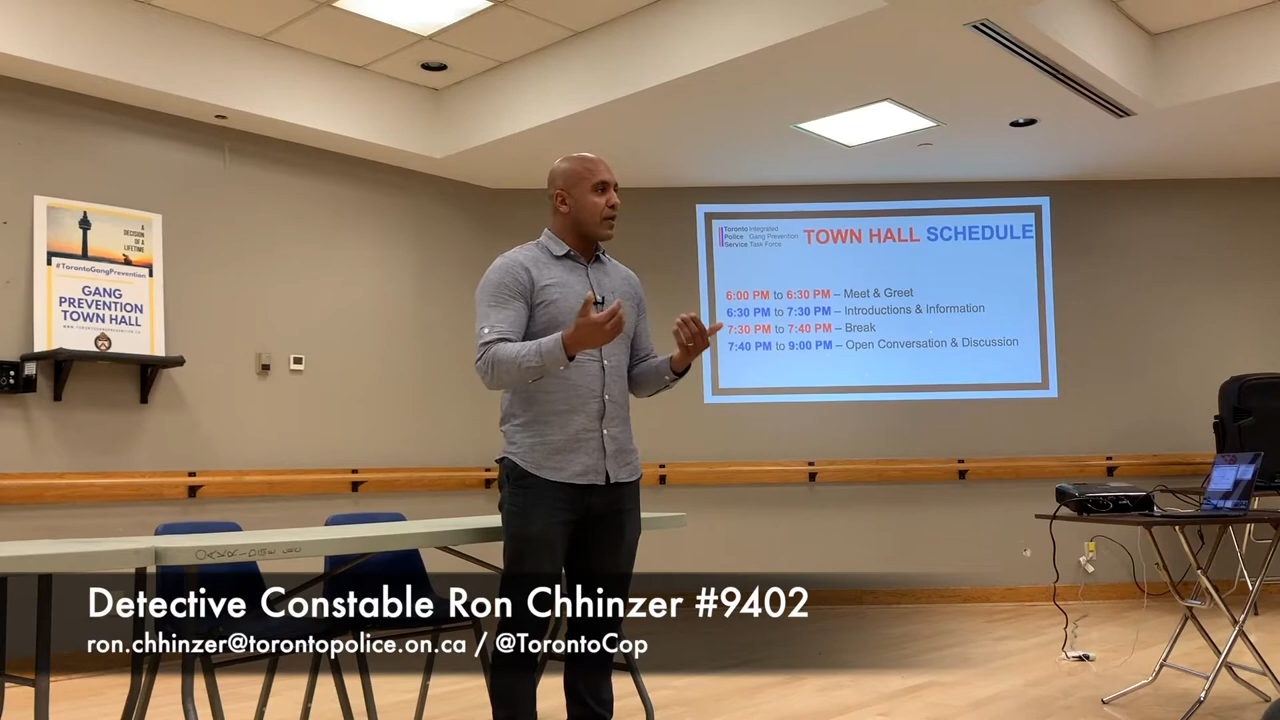 A
DECISION
OF A
LIFETIME
#TorontoGangPrevention
GANG
PREVENTION
TOWN HALL
Toronto Integrated
Police Gang Prevention
Service Task Force
TOWN HALL SCHEDULE
6:00 PM to 6:30 PM – Meet & Greet
6:30 PM to 7:30 PM – Introductions & Information
7:30 PM to 7:40 PM – Break
7:40 PM to 9:00 PM – Open Conversation & Discussion
Detective Constable Ron Chhinzer #9402
ron.chhinzer@torontopolice.on.ca / @TorontoCop